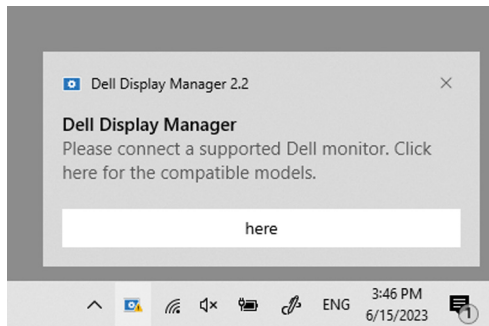 Dell Display Manager 2.2
Dell Display Manager
Please connect a supported Dell monitor. Click
here for the compatible models.
here
ENG
3:46 PM
6/15/2023
1